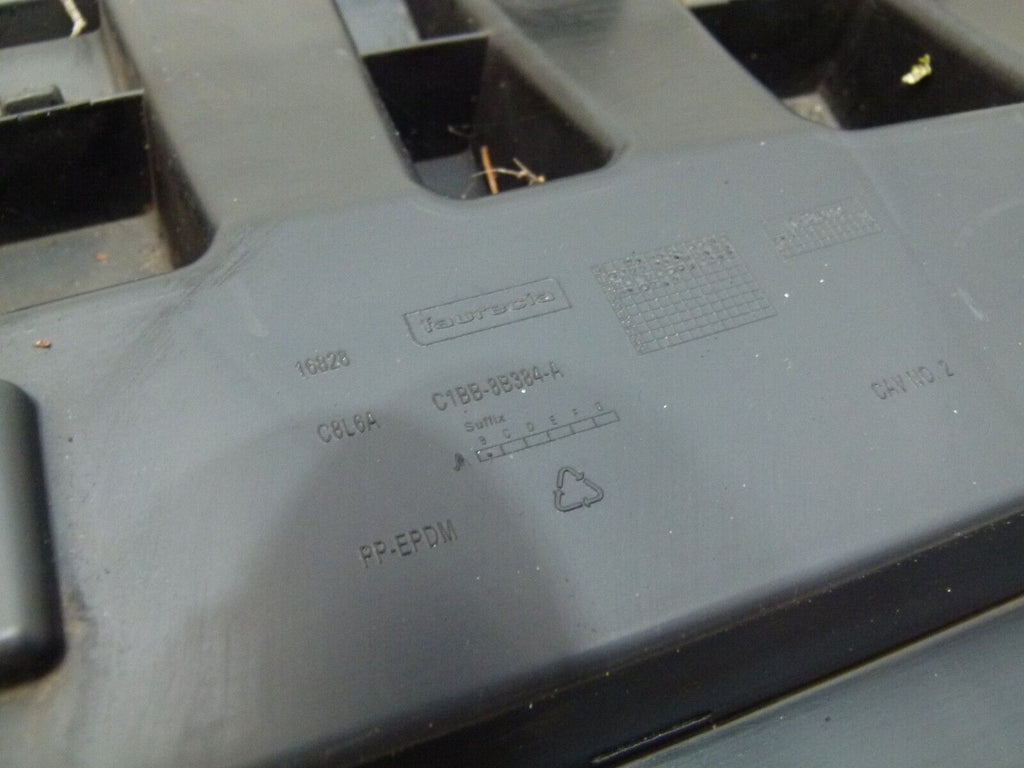 faurecia
16828
C1BB-8B384-A
C8L6A
Suffix
B C D E F G
PP-EPDM
CAV NO. 2